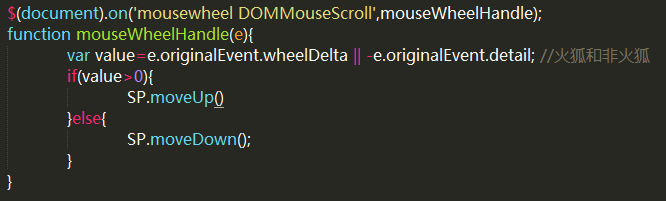 $(document).on('mousewheel DOMMouseScroll',mouseWheelHandle);
function mouseWheelHandle(e){
var value=e.originalEvent.wheelDelta || -e.originalEvent.detail; //火狐和非火狐
if(value>0){
SP.moveUp()
}else{
SP.moveDown();
}
}